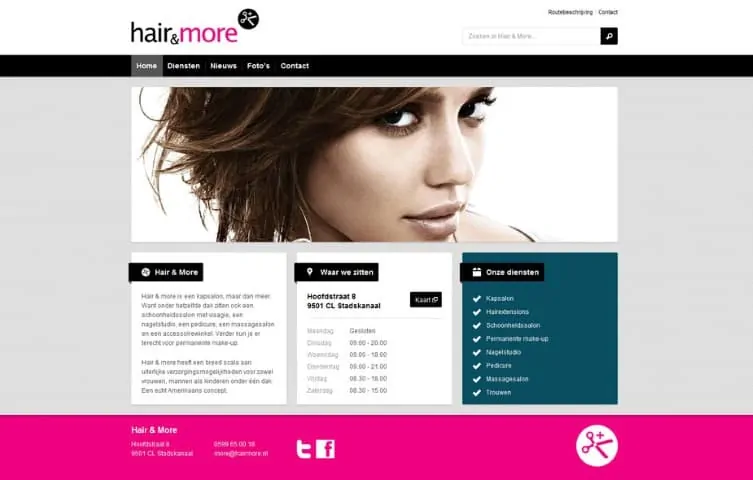 Routebeschrijving Contact
hair&more
Zoeken in Hair & More...
Home Diensten Nieuws Foto's Contact
Hair & More
Hair & more is een kapsalon, maar dan meer.
Want onder hetzelfde dak zitten ook een
schoonheidssalon met visagie, een
nagelstudio, een pedicure, een massagesalon
en een accessoirewinkel. Verder kun je er
terecht voor permanente make-up.
Hair & more heeft een breed scala aan
uiterlijke verzorgingsmogelijkheden voor zowel
vrouwen, mannen als kinderen onder één dak.
Een echt Amerikaans concept.
Waar we zitten
Hoofdstraat 8
9501 CL Stadskanaal
Kaart
Maandag Gesloten
Dinsdag 09.00 - 20.00
Woensdag 09.00 - 18.00
Donderdag 09.00 - 21.00
Vrijdag 08.30 - 18.00
Zaterdag 08.30 - 15.00
Onze diensten
Kapsalon
Hairextensions
Schoonheidssalon
Permanente make-up
Nagelstudio
Pedicure
Massagesalon
Trouwen
Hair & More
Hoofdstraat 8
9501 CL Stadskanaal
0599 65 00 16
more@hairmore.nl